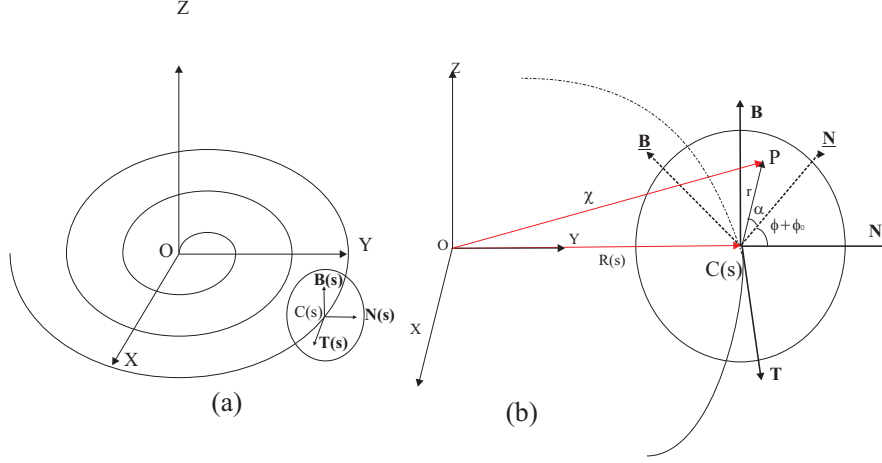 Z
O
Y
X
B(s)
C(s)
N(s)
T(s)
(a)
Z
B
B
N
P
χ
r
α
ϕ+ϕ₀
O
Y
R(s)
C(s)
N
X
T
(b)